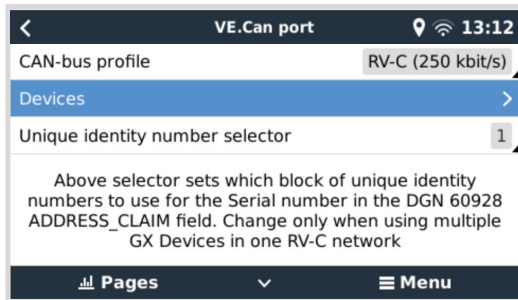 VE.Can port 13:12
CAN-bus profile RV-C (250 kbit/s)
Devices
Unique identity number selector 1
Above selector sets which block of unique identity
numbers to use for the Serial number in the DGN 60928
ADDRESS_CLAIM field. Change only when using multiple
GX Devices in one RV-C network
Pages Menu